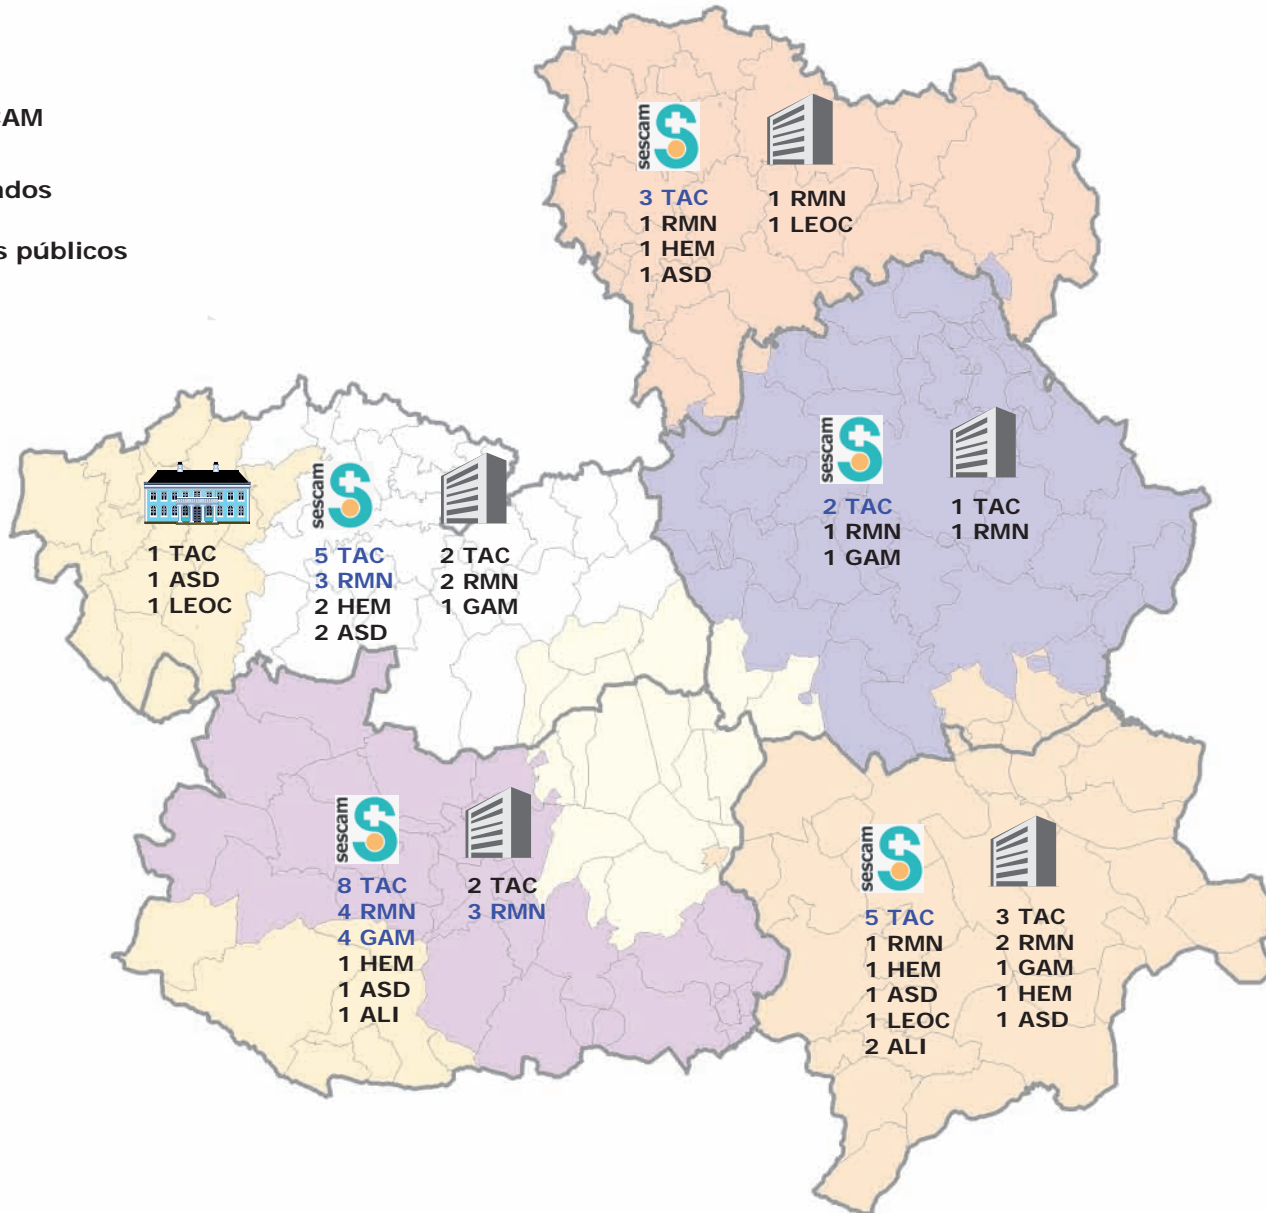 CAM
ados
s públicos
sescam
3 TAC
1 RMN
1 HEM
1 ASD
1 RMN
1 LEOC
sescam
2 TAC
1 RMN
1 GAM
1 TAC
1 RMN
1 TAC
1 ASD
1 LEOC
sescam
5 TAC
3 RMN
2 HEM
2 ASD
2 TAC
2 RMN
1 GAM
sescam
8 TAC
4 RMN
4 GAM
1 HEM
1 ASD
1 ALI
2 TAC
3 RMN
sescam
5 TAC
1 RMN
1 HEM
1 ASD
1 LEOC
2 ALI
3 TAC
2 RMN
1 GAM
1 HEM
1 ASD